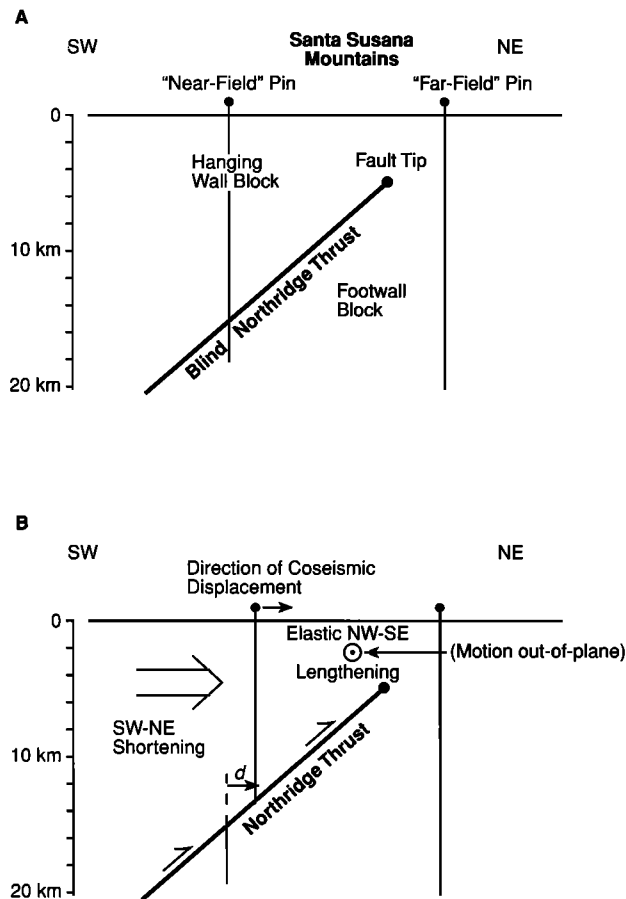 A
SW
Santa Susana
Mountains
NE
“Near-Field” Pin
“Far-Field” Pin
0
Hanging
Wall Block
Fault Tip
10 km
Blind Northridge Thrust
Footwall
Block
20 km
B
SW
NE
Direction of Coseismic
Displacement
0
Elastic NW-SE
(Motion out-of-plane)
Lengthening
SW-NE
Shortening
10 km
d
Northridge Thrust
20 km